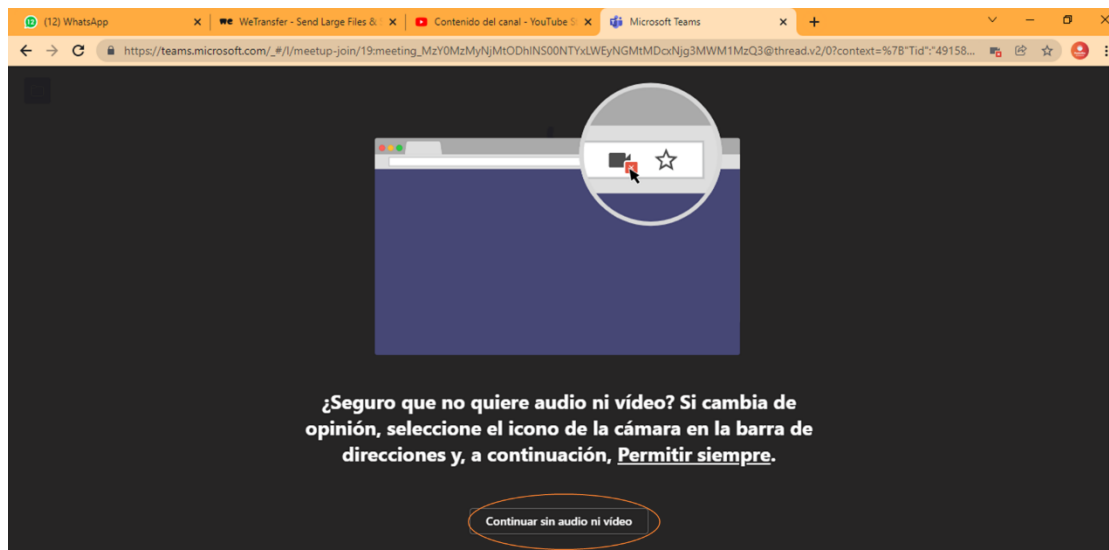 (12) WhatsApp
WeTransfer - Send Large Files &
Contenido del canal - YouTube
Microsoft Teams
https://teams.microsoft.com/_#/l/meetup-join/19:meeting_MzY0MzMyNjMtODhlNS00NTYxLWEyNGMtMDcxNjg3MWM1MzQ3@thread.v2/0?context=%7B"Tid":"49158...
¿Seguro que no quiere audio ni vídeo? Si cambia de
opinión, seleccione el icono de la cámara en la barra de
direcciones y, a continuación, Permitir siempre.
Continuar sin audio ni vídeo